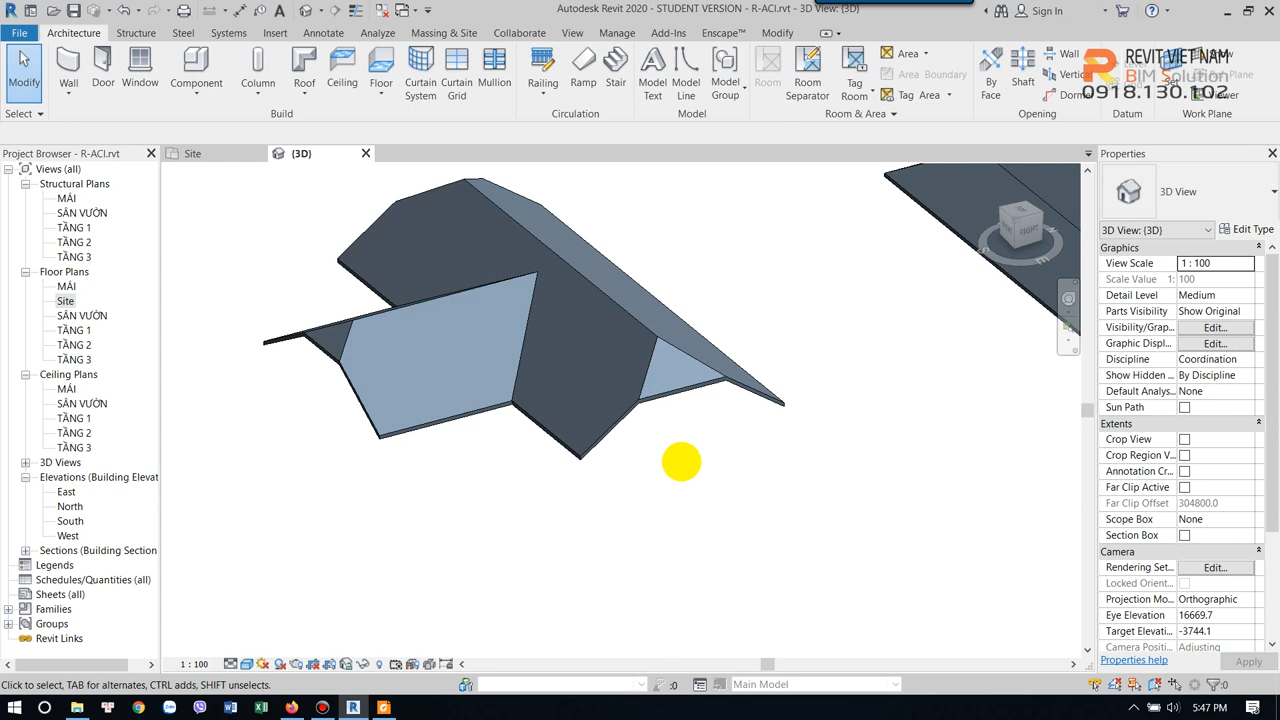 Autodesk Revit 2020 - STUDENT VERSION - R-ACI.rvt - 3D View: {3D}
Sign In
File Architecture Structure Steel Systems Insert Annotate Analyze Massing & Site Collaborate View Manage Add-Ins Enscape™ Modify
Modify
Wall
Door
Window
Component
Column
Roof
Ceiling
Floor
Curtain System
Curtain Grid
Mullion
Railing
Ramp
Stair
Model Text
Model Line
Model Group
Room
Room Separator
Tag Room
Area
Area Boundary
Tag Area
By Face
Shaft
Wall
Vertical
Dormer
Viewer
REVIT VIET NAM
BIM Solution
0918.130.102
Select
Build
Circulation
Model
Room & Area
Opening
Datum
Work Plane
Project Browser - R-ACI.rvt
Site
{3D}
Properties
Views (all)
Structural Plans
MÁI
SÂN VƯỜN
TẦNG 1
TẦNG 2
TẦNG 3
Floor Plans
MÁI
Site
SÂN VƯỜN
TẦNG 1
TẦNG 2
TẦNG 3
Ceiling Plans
MÁI
SÂN VƯỜN
TẦNG 1
TẦNG 2
TẦNG 3
3D Views
Elevations (Building Elevat
East
North
South
West
Sections (Building Section
Legends
Schedules/Quantities (all)
Sheets (all)
Families
Groups
Revit Links
RIGHT
3D View
3D View: {3D}
Edit Type
Graphics
View Scale 1 : 100
Scale Value 1: 100
Detail Level Medium
Parts Visibility Show Original
Visibility/Grap... Edit...
Graphic Displ... Edit...
Discipline Coordination
Show Hidden ... By Discipline
Default Analys... None
Sun Path
Extents
Crop View
Crop Region V...
Annotation Cr...
Far Clip Active
Far Clip Offset 304800.0
Scope Box None
Section Box
Camera
Rendering Set... Edit...
Locked Orient...
Projection Mo... Orthographic
Eye Elevation 16669.7
Target Elevati... -3744.1
Camera Position Adjusting
Properties help
Apply
1 : 100
Click to select, TAB for alternates, CTRL adds, SHIFT unselects.
:0
Main Model
:0
5:47 PM